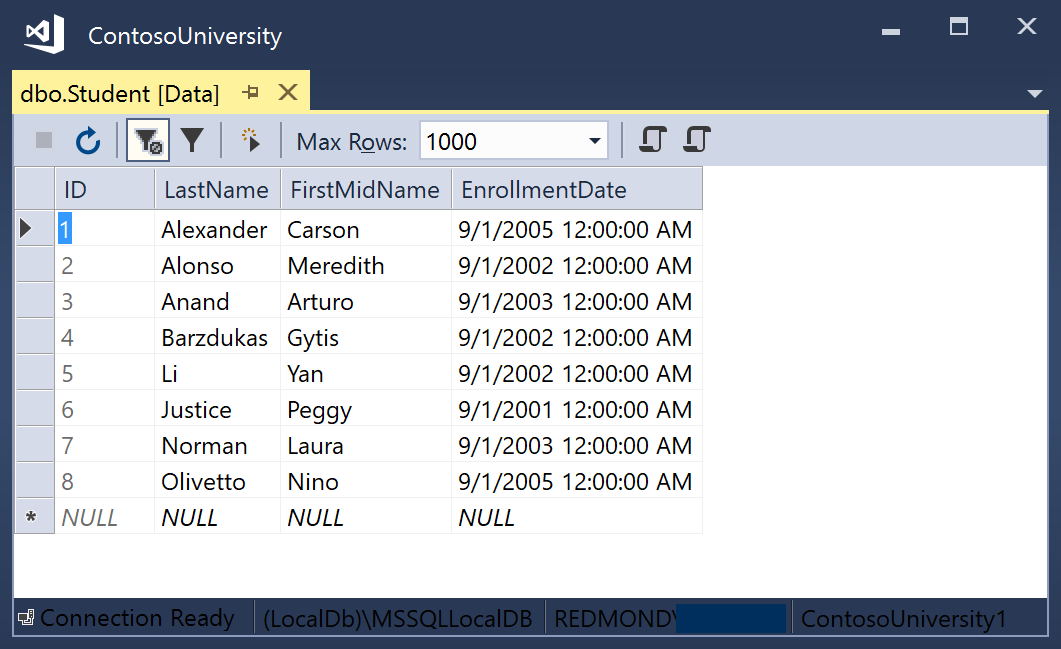 ContosoUniversity
dbo.Student [Data]
Max Rows: 1000
ID LastName FirstMidName EnrollmentDate
1 Alexander Carson 9/1/2005 12:00:00 AM
2 Alonso Meredith 9/1/2002 12:00:00 AM
3 Anand Arturo 9/1/2003 12:00:00 AM
4 Barzdukas Gytis 9/1/2002 12:00:00 AM
5 Li Yan 9/1/2002 12:00:00 AM
6 Justice Peggy 9/1/2001 12:00:00 AM
7 Norman Laura 9/1/2003 12:00:00 AM
8 Olivetto Nino 9/1/2005 12:00:00 AM
* NULL NULL NULL NULL
Connection Ready (LocalDb)\MSSQLLocalDB REDMOND\ ContosoUniversity1